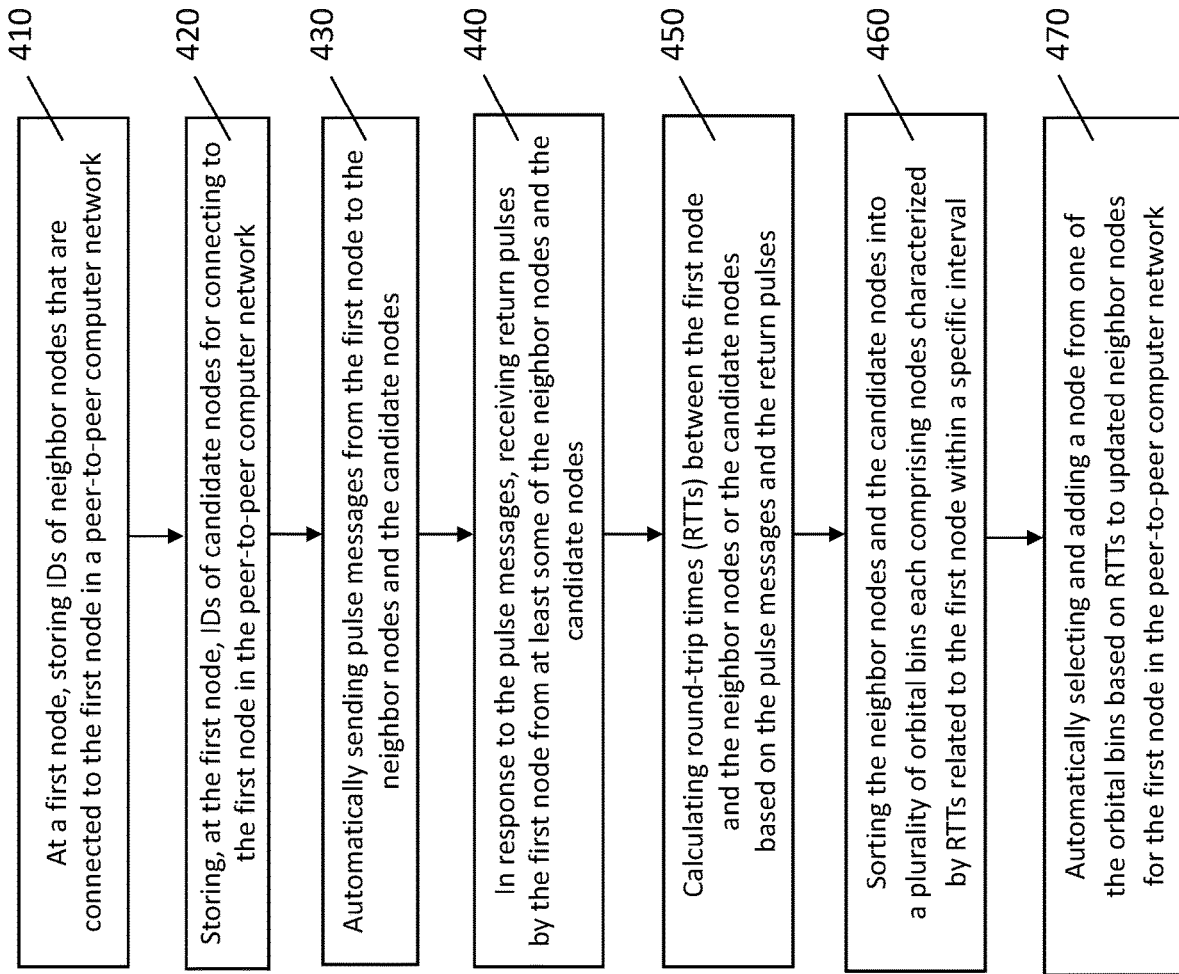 410
At a first node, storing IDs of neighbor nodes that are
connected to the first node in a peer-to-peer computer network
420
Storing, at the first node, IDs of candidate nodes for connecting to
the first node in the peer-to-peer computer network
430
Automatically sending pulse messages from the first node to the
neighbor nodes and the candidate nodes
440
In response to the pulse messages, receiving return pulses
by the first node from at least some of the neighbor nodes and the
candidate nodes
450
Calculating round-trip times (RTTs) between the first node
and the neighbor nodes or the candidate nodes
based on the pulse messages and the return pulses
460
Sorting the neighbor nodes and the candidate nodes into
a plurality of orbital bins each comprising nodes characterized
by RTTs related to the first node within a specific interval
470
Automatically selecting and adding a node from one of
the orbital bins based on RTTs to updated neighbor nodes
for the first node in the peer-to-peer computer network